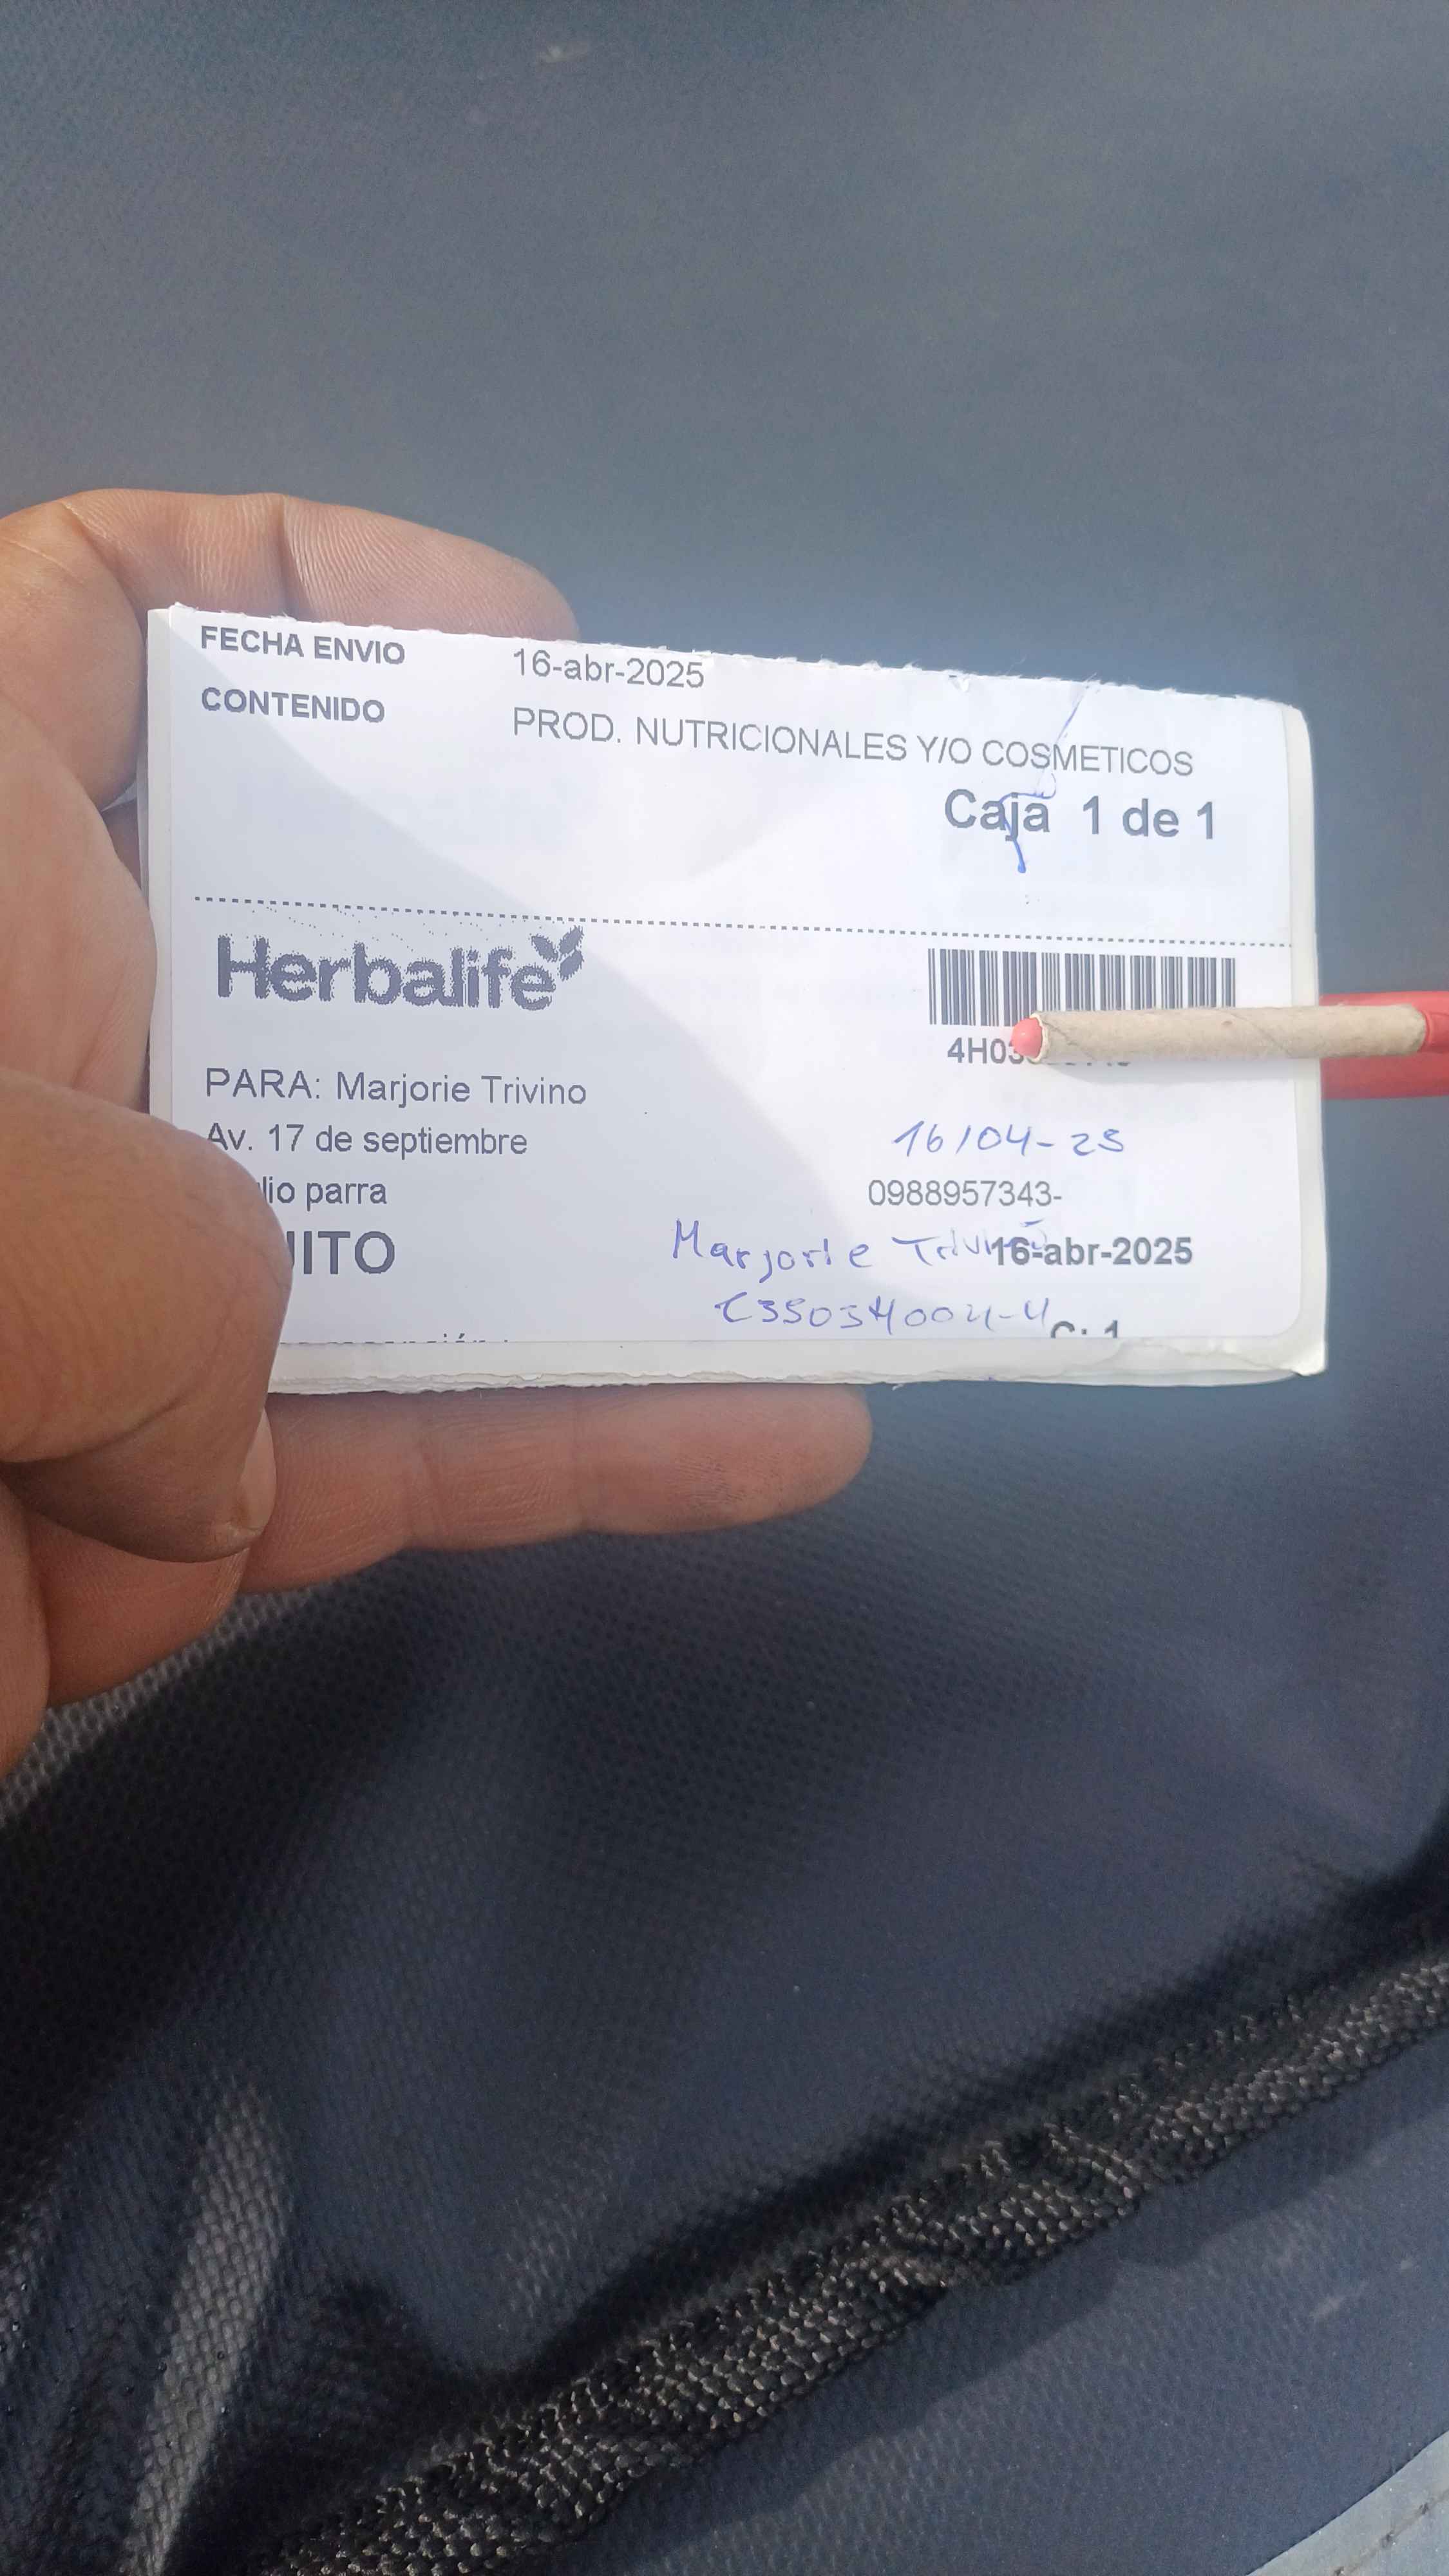 FECHA ENVIO 16-abr-2025
CONTENIDO PROD. NUTRICIONALES Y/O COSMETICOS
Caja 1 de 1
Herbalife
PARA: Marjorie Trivino
Av. 17 de septiembre
16/04-25
parra
0988957343-
Marjorie
16-abr-2025